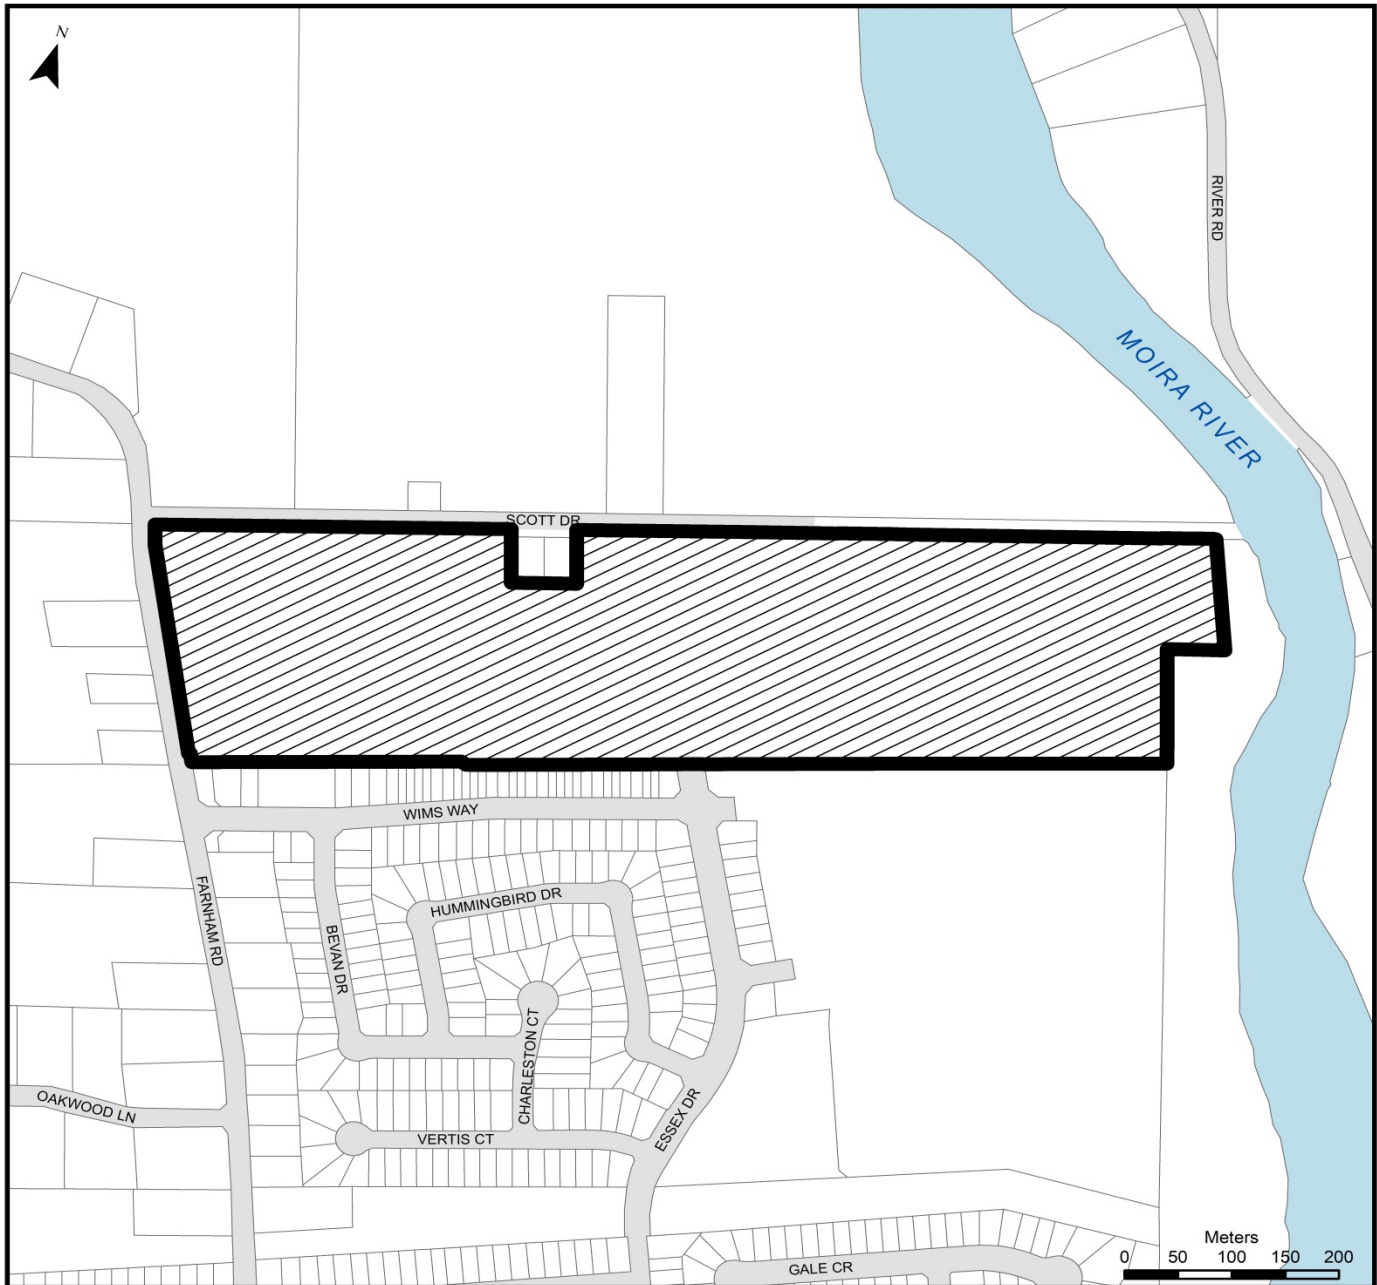 N
RIVER RD
MOIRA RIVER
SCOTT DR
WIMS WAY
HUMMINGBIRD DR
FARNHAM RD
BEVAN DR
CHARLESTON CT
OAKWOOD LN
VERTIS CT
ESSEX DR
GALE CR
Meters
0 50 100 150 200